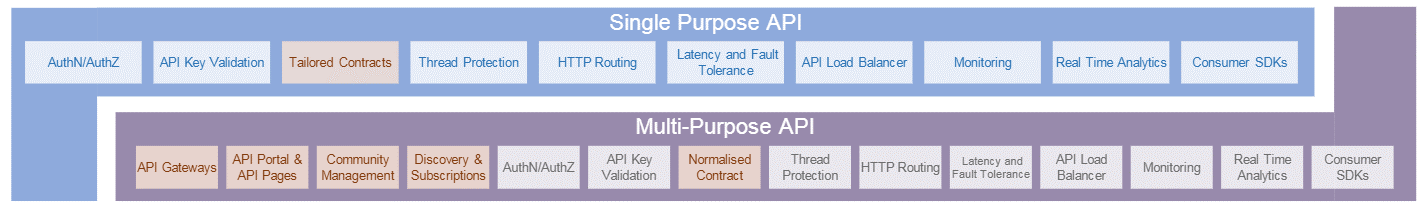 Single Purpose API
AuthN/AuthZ
API Key Validation
Tailored Contracts
Thread Protection
HTTP Routing
Latency and Fault
Tolerance
API Load Balancer
Monitoring
Real Time Analytics
Consumer SDKs
Multi-Purpose API
API Gateways
API Portal &
API Pages
Community
Management
Discovery &
Subscriptions
AuthN/AuthZ
API Key
Validation
Normalised
Contract
Thread
Protection
HTTP Routing
Latency and
Fault Tolerance
API Load
Balancer
Monitoring
Real Time
Analytics
Consumer
SDKs